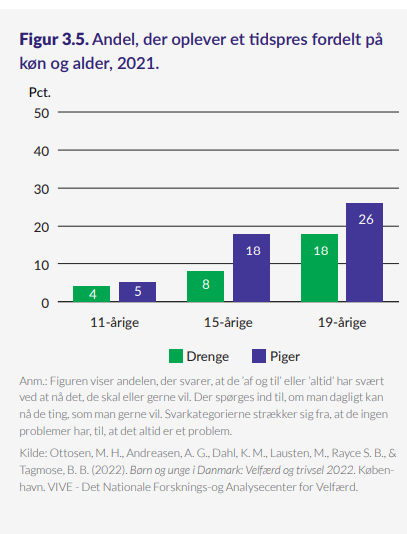 Figur 3.5. Andel, der oplever et tidspres fordelt på
køn og alder, 2021.
Pct.
50
40
30
20
10
0
4
5
8
18
18
26
11-årige
15-årige
19-årige
Drenge
Piger
Anm.: Figuren viser andelen, der svarer, at de 'af og til' eller 'altid' har svært
ved at nå det, de skal eller gerne vil. Der spørges ind til, om man dagligt kan
nå de ting, som man gerne vil. Svarkategorierne strækker sig fra, at de ingen
problemer har, til, at det altid er et problem.
Kilde: Ottosen, M. H., Andreasen, A. G., Dahl, K. M., Lausten, M., Rayce S. B., &
Tagmose, B. B. (2022). Børn og unge i Danmark: Velfærd og trivsel 2022. Køben-
havn. VIVE - Det Nationale Forsknings-og Analysecenter for Velfærd.